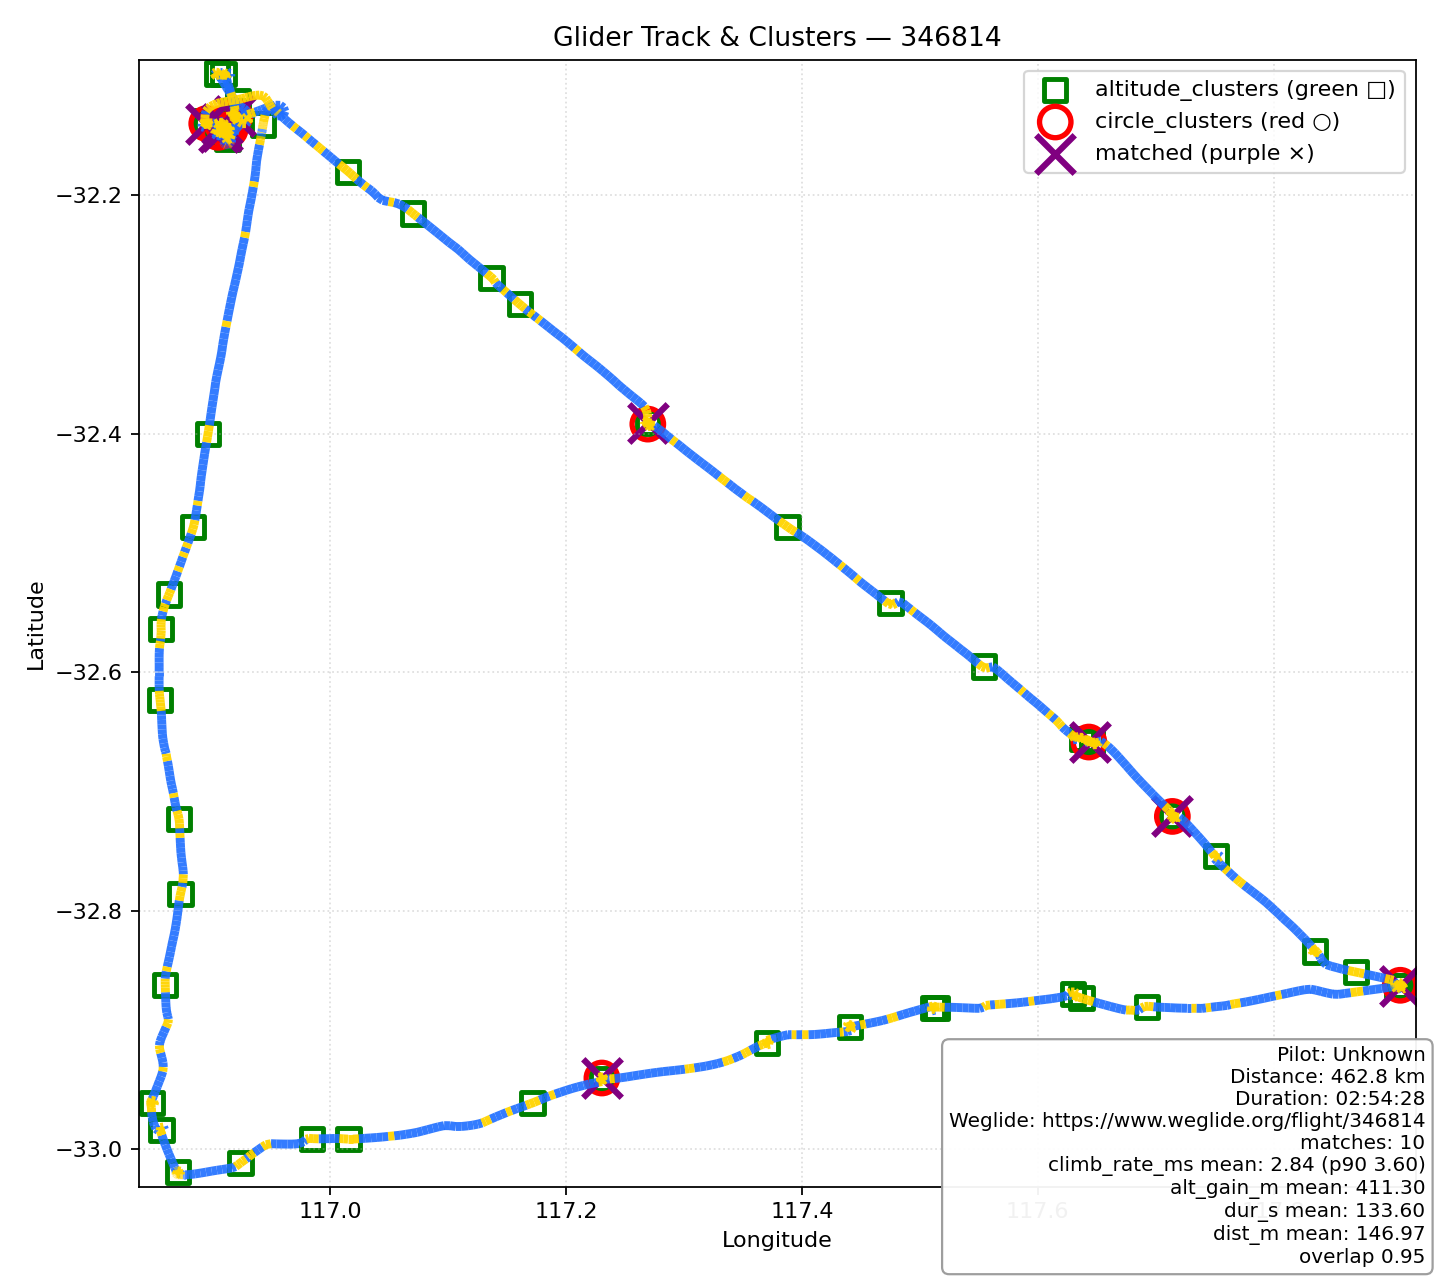 Glider Track & Clusters — 346814
altitude_clusters (green □)
circle_clusters (red ○)
matched (purple ×)
−32.2
−32.4
−32.6
−32.8
−33.0
Latitude
117.0
117.2
117.4
117.6
Longitude
Pilot: Unknown
Distance: 462.8 km
Duration: 02:54:28
Weglide: https://www.weglide.org/flight/346814
matches: 10
climb_rate_ms mean: 2.84 (p90 3.60)
alt_gain_m mean: 411.30
dur_s mean: 133.60
dist_m mean: 146.97
overlap 0.95